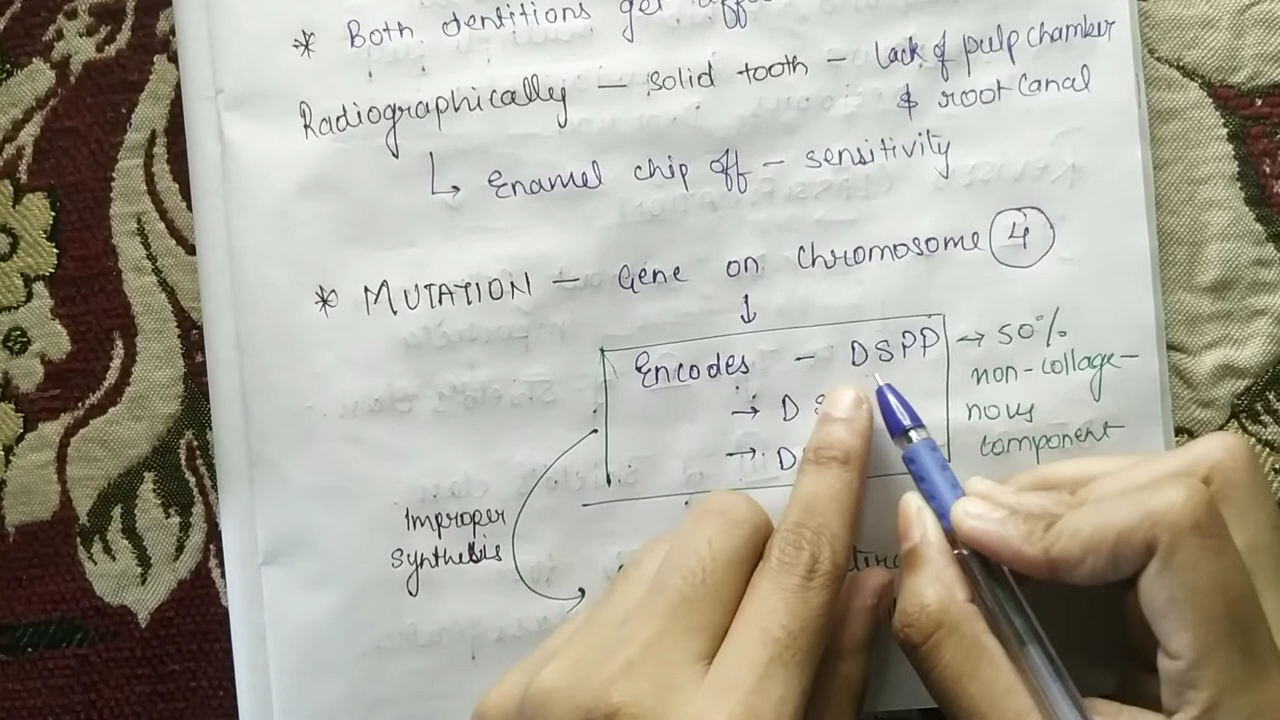 * Both dentitions get
Radiographically — solid tooth — lack of pulp chamber
& root canal
↳ Enamel chip off — sensitivity
* MUTATION — Gene on chromosome 4
↓
Encodes - DSPP → 50%
non-collage-
nous
component
→ D
→ D
Improper
synthesis